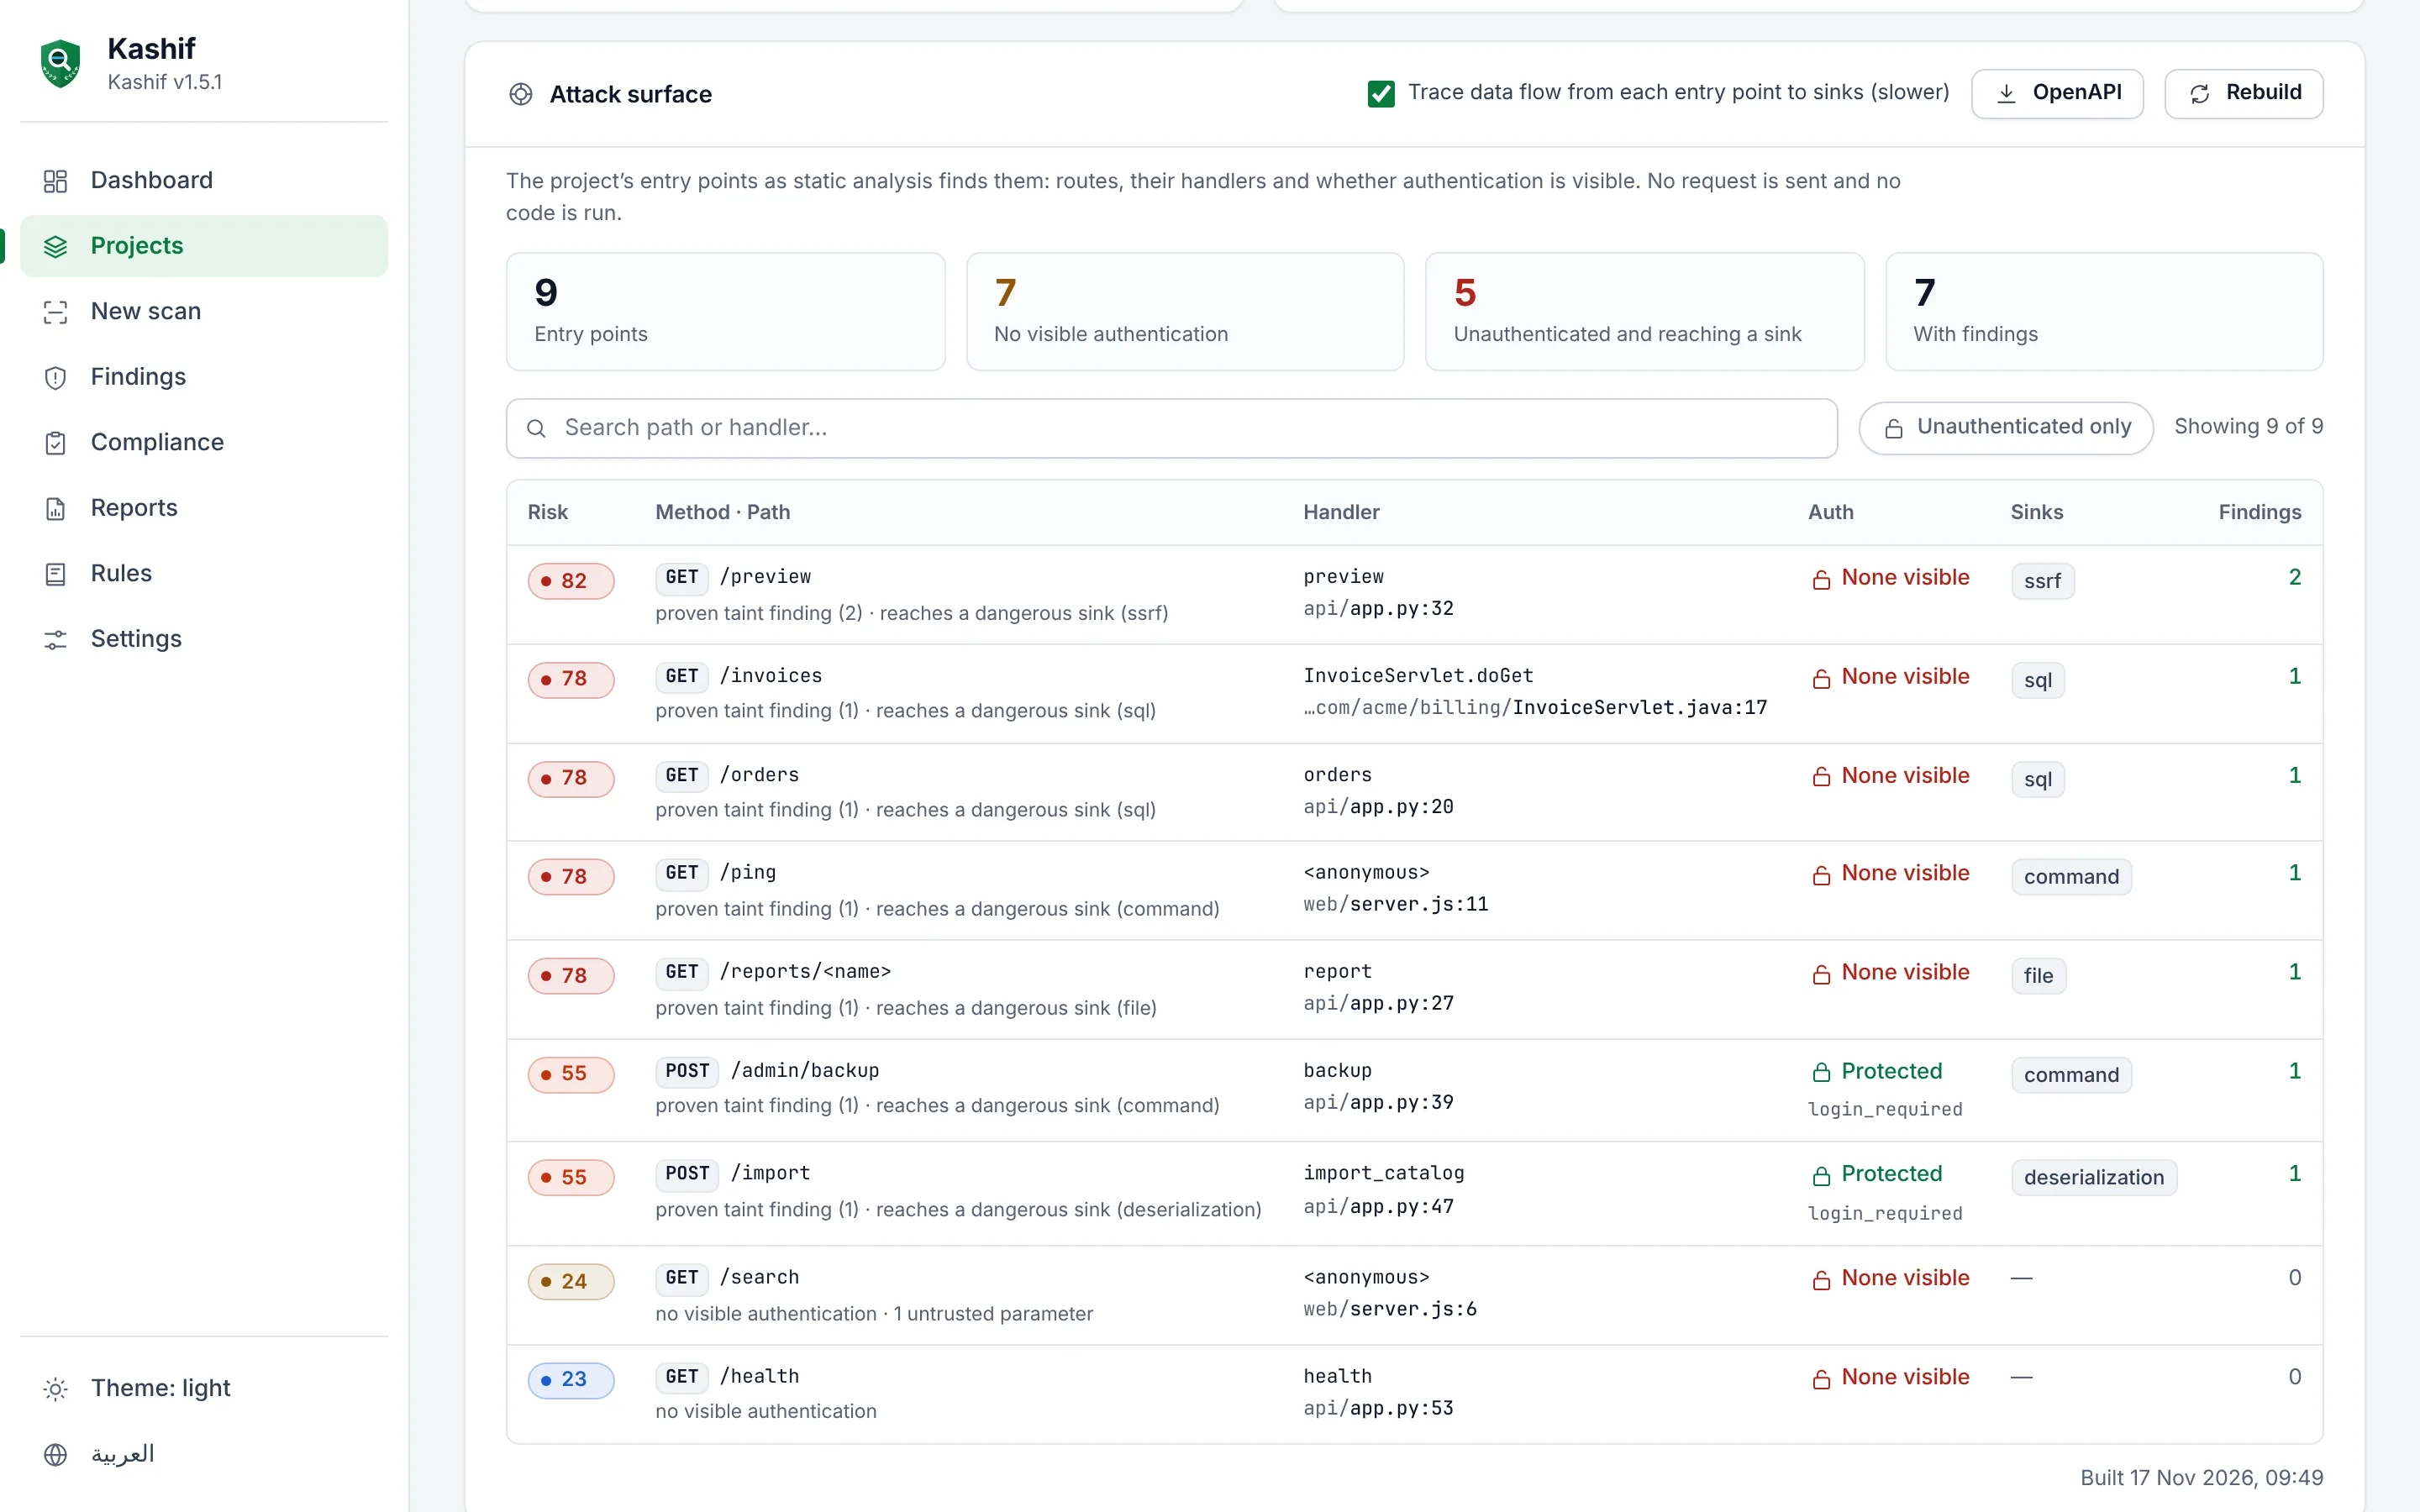 Kashif
Kashif v1.5.1
Dashboard
Projects
New scan
Findings
Compliance
Reports
Rules
Settings
Theme: light
العربية
Attack surface
Trace data flow from each entry point to sinks (slower)
OpenAPI
Rebuild
The project’s entry points as static analysis finds them: routes, their handlers and whether authentication is visible. No request is sent and no
code is run.
9
Entry points
7
No visible authentication
5
Unauthenticated and reaching a sink
7
With findings
Search path or handler...
Unauthenticated only
Showing 9 of 9
Risk Method · Path Handler Auth Sinks Findings
82 GET /preview preview None visible ssrf 2
proven taint finding (2) · reaches a dangerous sink (ssrf) api/app.py:32
78 GET /invoices InvoiceServlet.doGet None visible sql 1
proven taint finding (1) · reaches a dangerous sink (sql) …com/acme/billing/InvoiceServlet.java:17
78 GET /orders orders None visible sql 1
proven taint finding (1) · reaches a dangerous sink (sql) api/app.py:20
78 GET /ping <anonymous> None visible command 1
proven taint finding (1) · reaches a dangerous sink (command) web/server.js:11
78 GET /reports/<name> report None visible file 1
proven taint finding (1) · reaches a dangerous sink (file) api/app.py:27
55 POST /admin/backup backup Protected command 1
proven taint finding (1) · reaches a dangerous sink (command) api/app.py:39 login_required
55 POST /import import_catalog Protected deserialization 1
proven taint finding (1) · reaches a dangerous sink (deserialization) api/app.py:47 login_required
24 GET /search <anonymous> None visible — 0
no visible authentication · 1 untrusted parameter web/server.js:6
23 GET /health health None visible — 0
no visible authentication api/app.py:53
Built 17 Nov 2026, 09:49